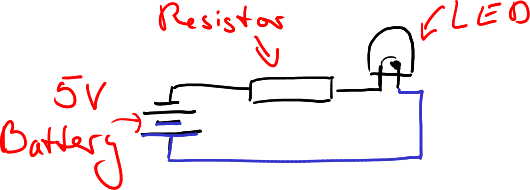 Resistor
LED
5V
Battery